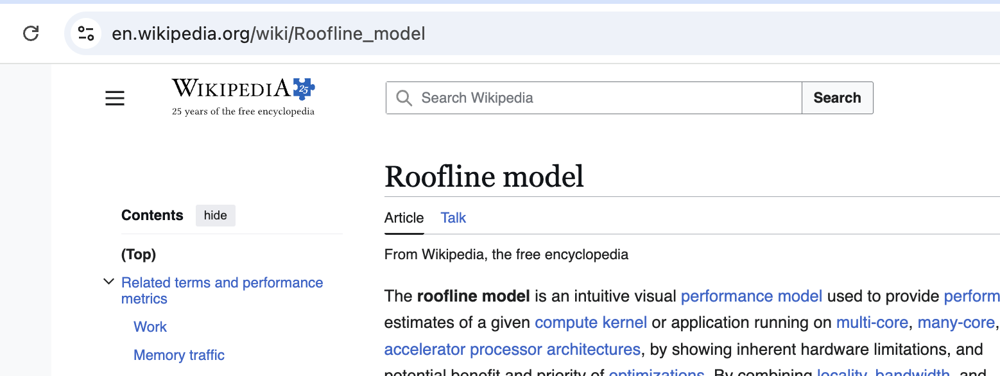 en.wikipedia.org/wiki/Roofline_model
WIKIPEDIA 25
25 years of the free encyclopedia
Search Wikipedia
Search
Roofline model
Contents hide
Article Talk
(Top)
From Wikipedia, the free encyclopedia
Related terms and performance
metrics
Work
Memory traffic
The roofline model is an intuitive visual performance model used to provide perform
estimates of a given compute kernel or application running on multi-core, many-core,
accelerator processor architectures, by showing inherent hardware limitations, and
potential benefit and priority of optimizations. By combining locality, bandwidth, and